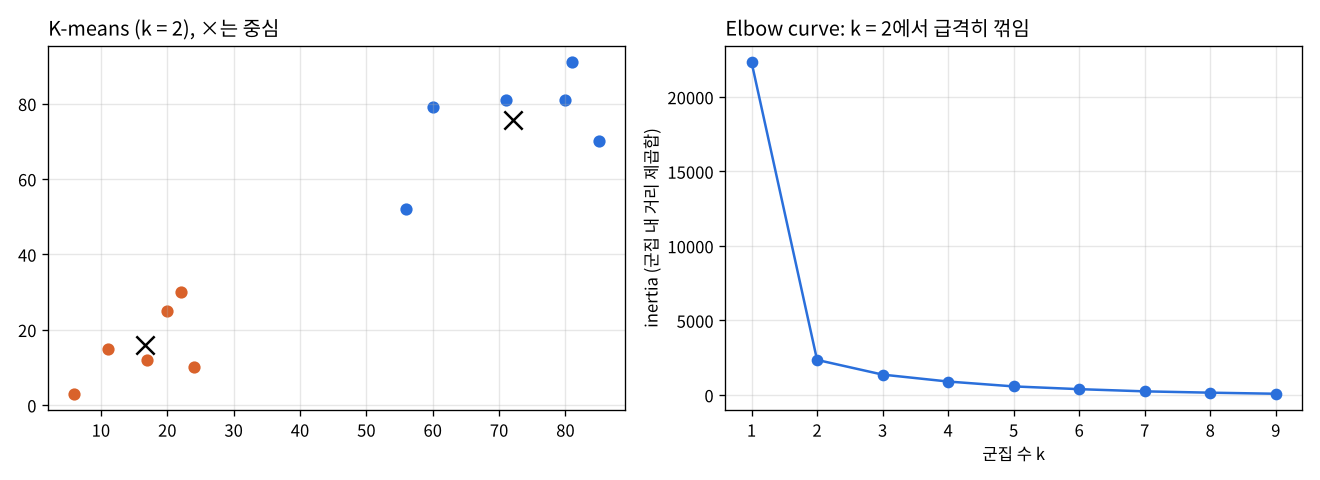 K-means (k = 2), ×는 중심
80
60
40
20
0
10 20 30 40 50 60 70 80
Elbow curve: k = 2에서 급격히 꺾임
inertia (군집 내 거리 제곱합)
20000
15000
10000
5000
0
1 2 3 4 5 6 7 8 9
군집 수 k